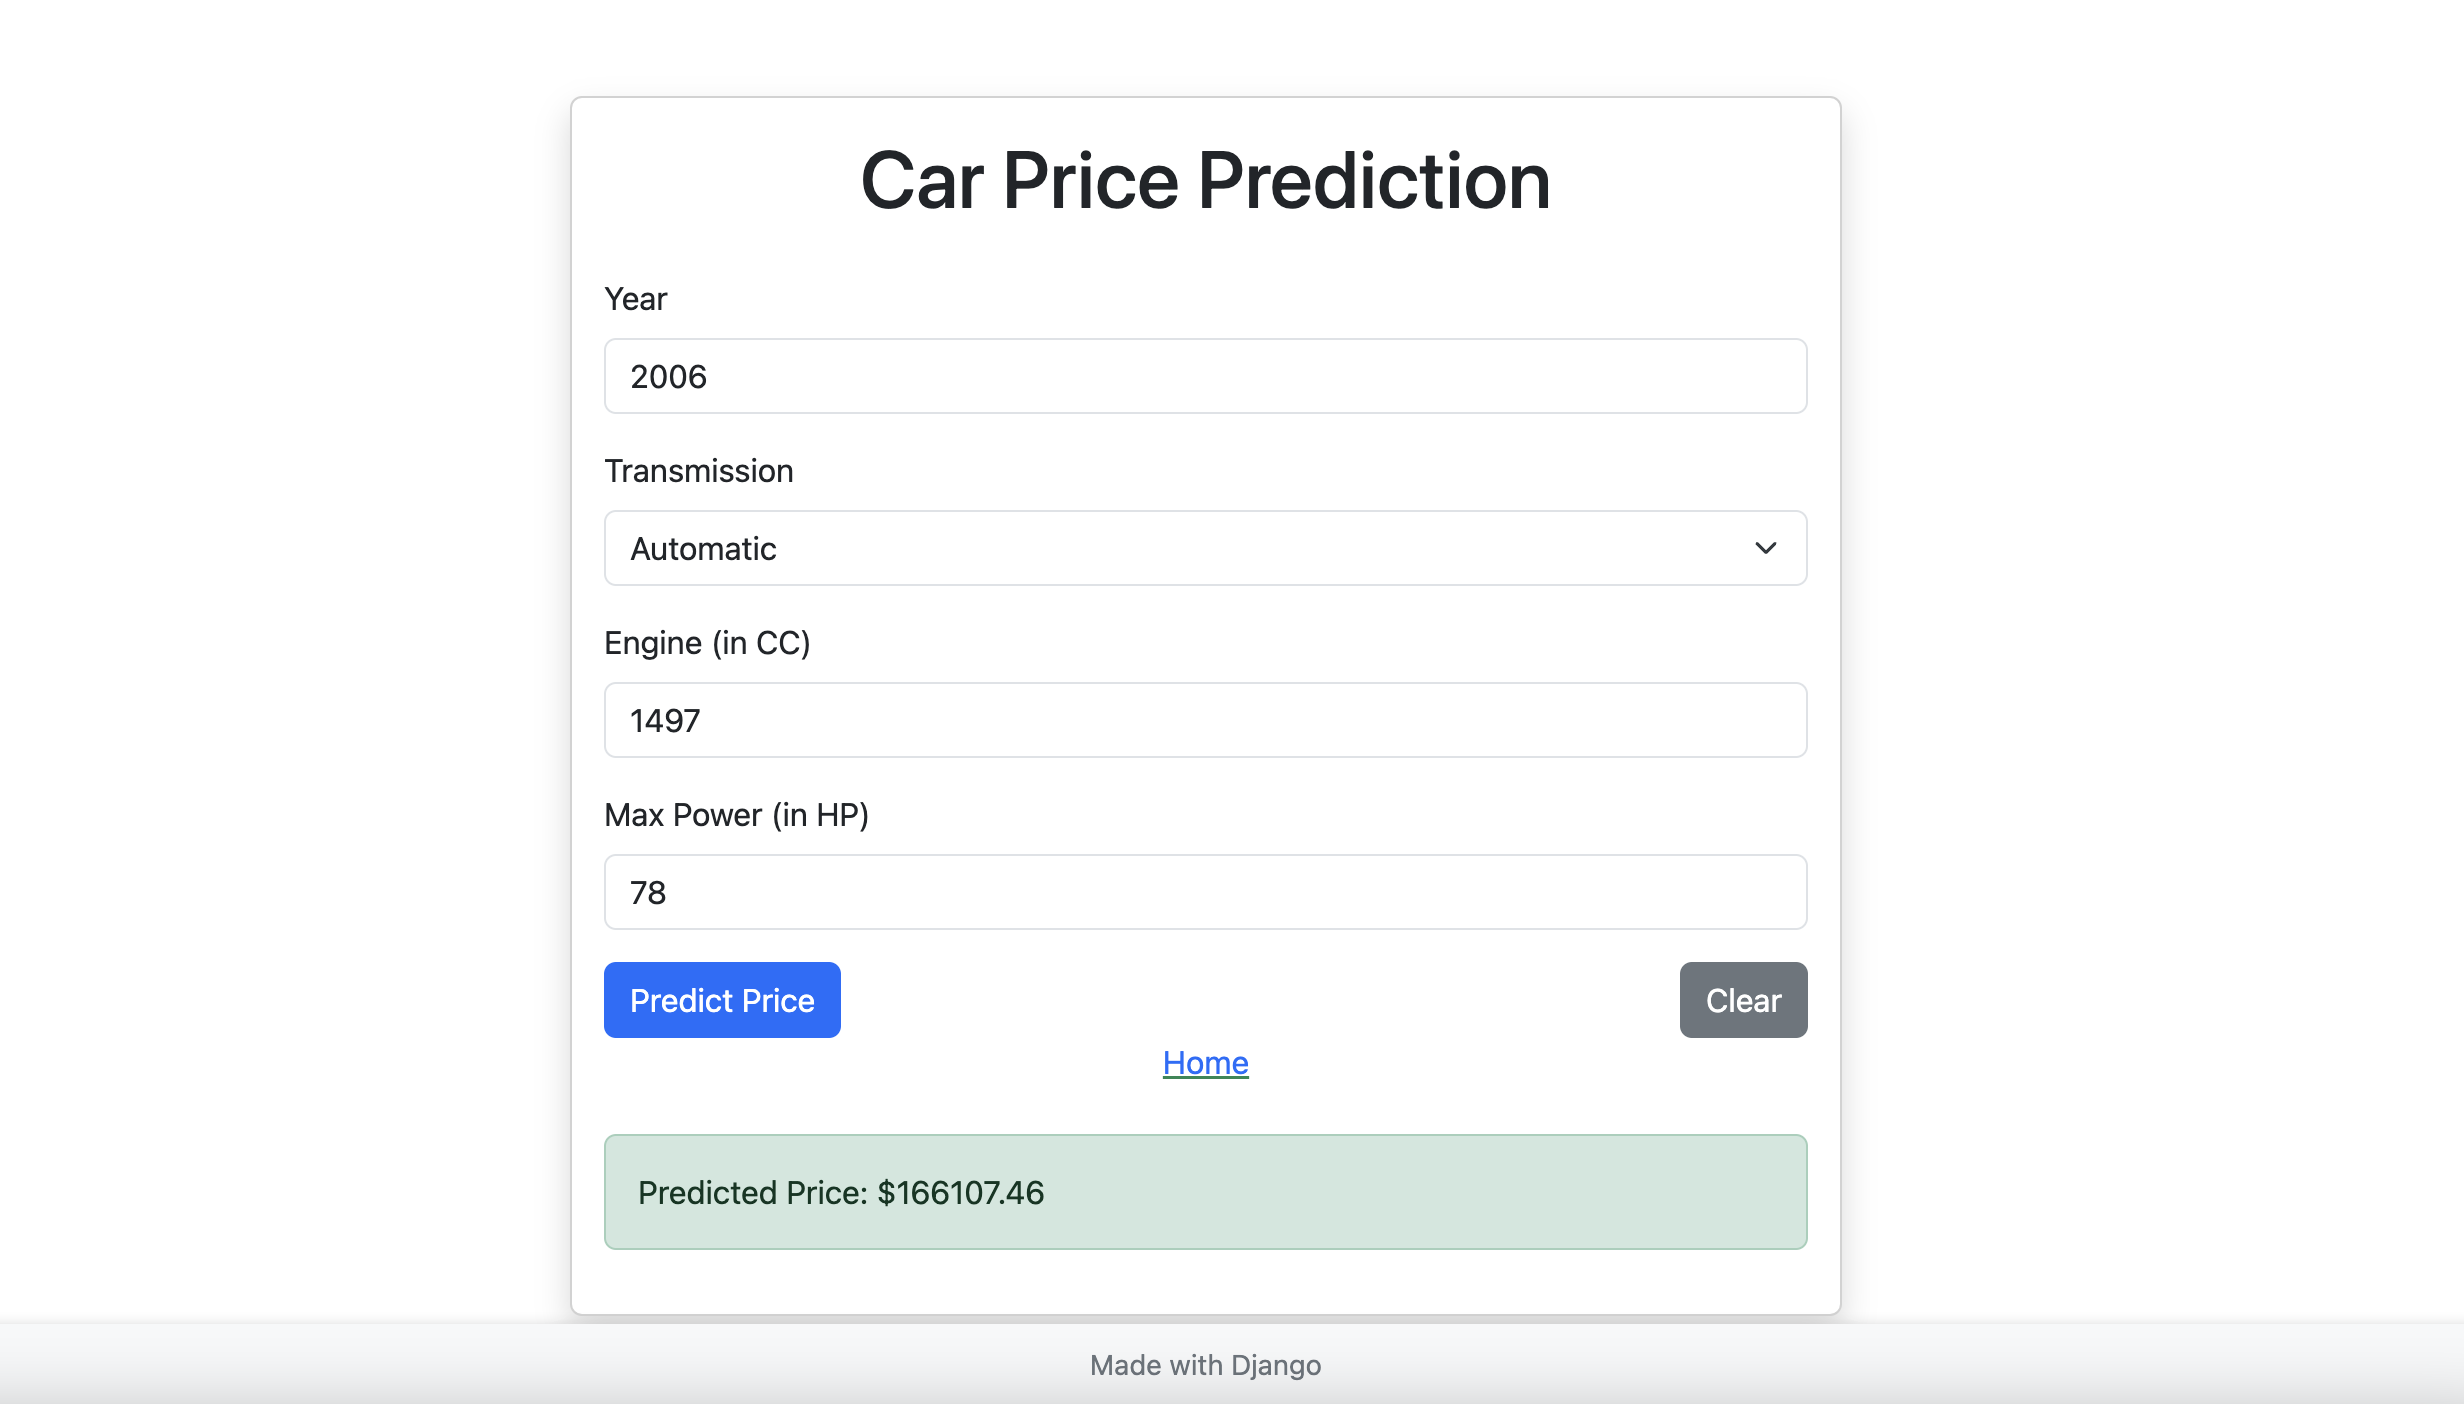 Car Price Prediction
Year
2006
Transmission
Automatic
Engine (in CC)
1497
Max Power (in HP)
78
Predict Price
Clear
Home
Predicted Price: $166107.46
Made with Django